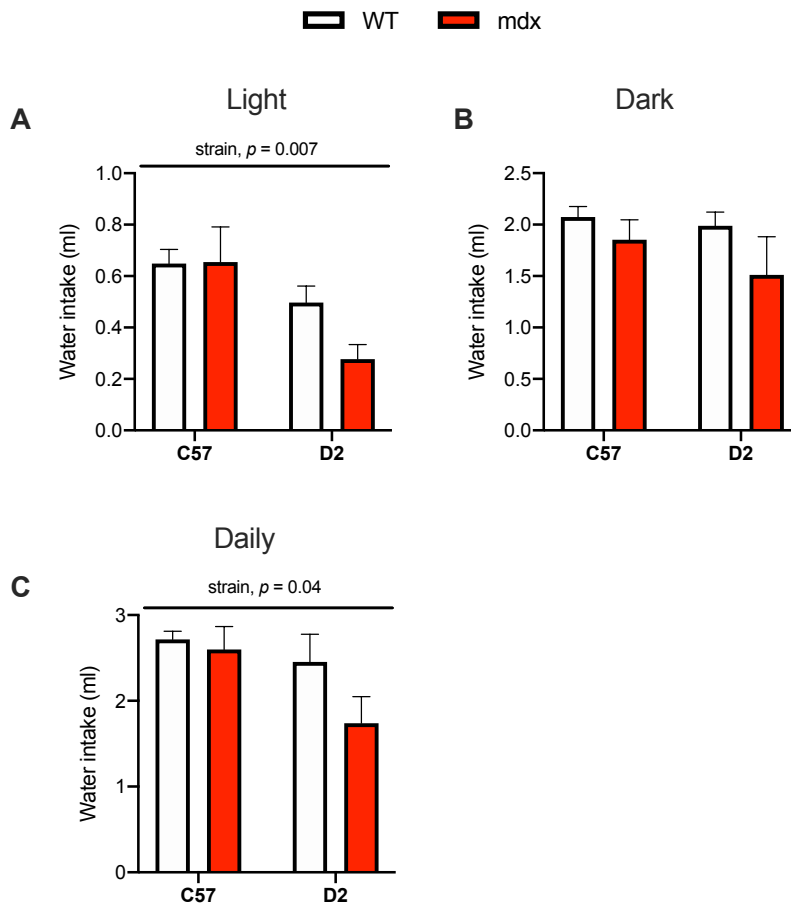 WT mdx
Light
A
strain, p = 0.007
Water intake (ml)
1.0
0.8
0.6
0.4
0.2
0.0
C57 D2
Dark
B
Water intake (ml)
2.5
2.0
1.5
1.0
0.5
0.0
C57 D2
Daily
C
strain, p = 0.04
Water intake (ml)
3
2
1
0
C57 D2